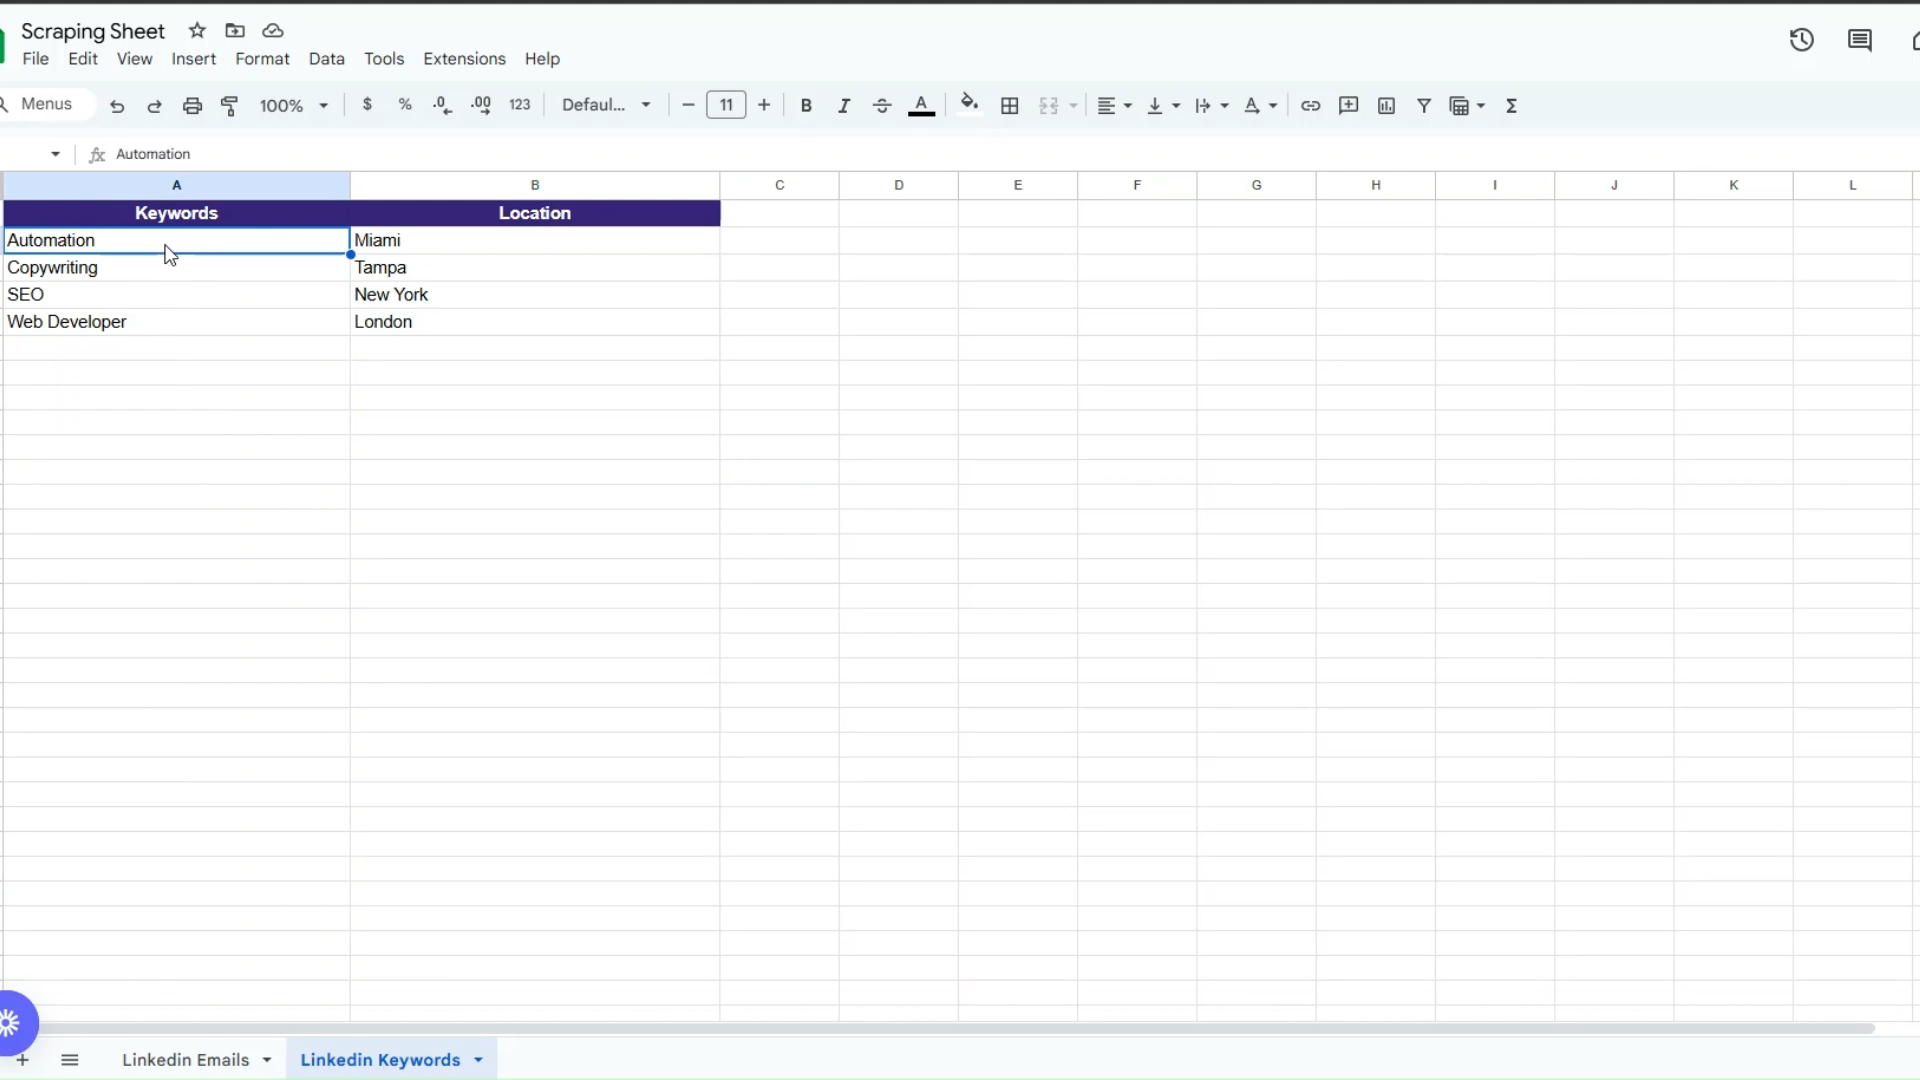 Scraping Sheet
File Edit View Insert Format Data Tools Extensions Help
Menus 100% $ % .0 .00 123 Defaul... − 11 + B I S A Σ
fx Automation
A B C D E F G H I J K L
Keywords Location
Automation Miami
Copywriting Tampa
SEO New York
Web Developer London
+ Linkedin Emails Linkedin Keywords